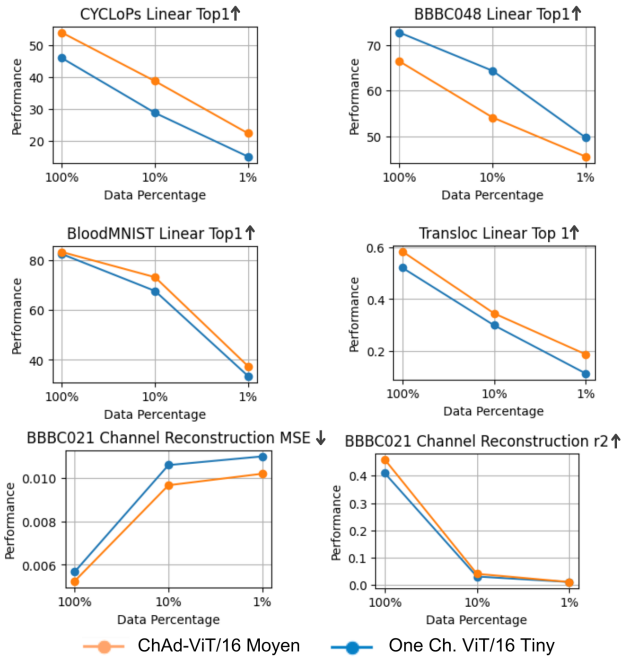 CYCLoPs Linear Top1↑
Performance
50
40
30
20
100%
10%
1%
Data Percentage
BBBC048 Linear Top1↑
Performance
70
60
50
100%
10%
1%
Data Percentage
BloodMNIST Linear Top1↑
Performance
80
60
40
100%
10%
1%
Data Percentage
Transloc Linear Top 1↑
Performance
0.6
0.4
0.2
100%
10%
1%
Data Percentage
BBBC021 Channel Reconstruction MSE ↓
Performance
0.010
0.008
0.006
100%
10%
1%
Data Percentage
BBBC021 Channel Reconstruction r2↑
Performance
0.4
0.3
0.2
0.1
0.0
100%
10%
1%
Data Percentage
ChAd-ViT/16 Moyen
One Ch. ViT/16 Tiny